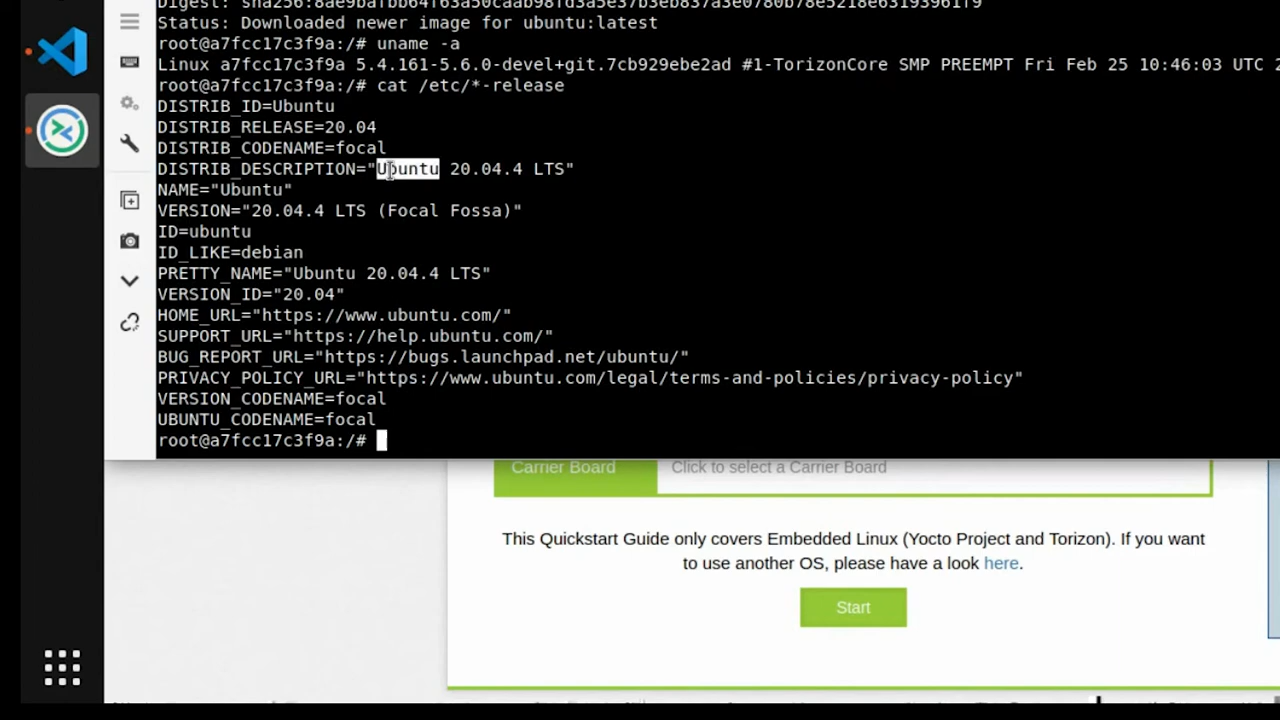 Digest: sha256:8ae9bafbb64f63a50caab98fd3a5e37b3eb837a3e0780b78e5218e63193961f9
Status: Downloaded newer image for ubuntu:latest
root@a7fcc17c3f9a:/# uname -a
Linux a7fcc17c3f9a 5.4.161-5.6.0-devel+git.7cb929ebe2ad #1-TorizonCore SMP PREEMPT Fri Feb 25 10:46:03 UTC 2
root@a7fcc17c3f9a:/# cat /etc/*-release
DISTRIB_ID=Ubuntu
DISTRIB_RELEASE=20.04
DISTRIB_CODENAME=focal
DISTRIB_DESCRIPTION="Ubuntu 20.04.4 LTS"
NAME="Ubuntu"
VERSION="20.04.4 LTS (Focal Fossa)"
ID=ubuntu
ID_LIKE=debian
PRETTY_NAME="Ubuntu 20.04.4 LTS"
VERSION_ID="20.04"
HOME_URL="https://www.ubuntu.com/"
SUPPORT_URL="https://help.ubuntu.com/"
BUG_REPORT_URL="https://bugs.launchpad.net/ubuntu/"
PRIVACY_POLICY_URL="https://www.ubuntu.com/legal/terms-and-policies/privacy-policy"
VERSION_CODENAME=focal
UBUNTU_CODENAME=focal
root@a7fcc17c3f9a:/#
Carrier Board Click to select a Carrier Board
This Quickstart Guide only covers Embedded Linux (Yocto Project and Torizon). If you want
to use another OS, please have a look here.
Start